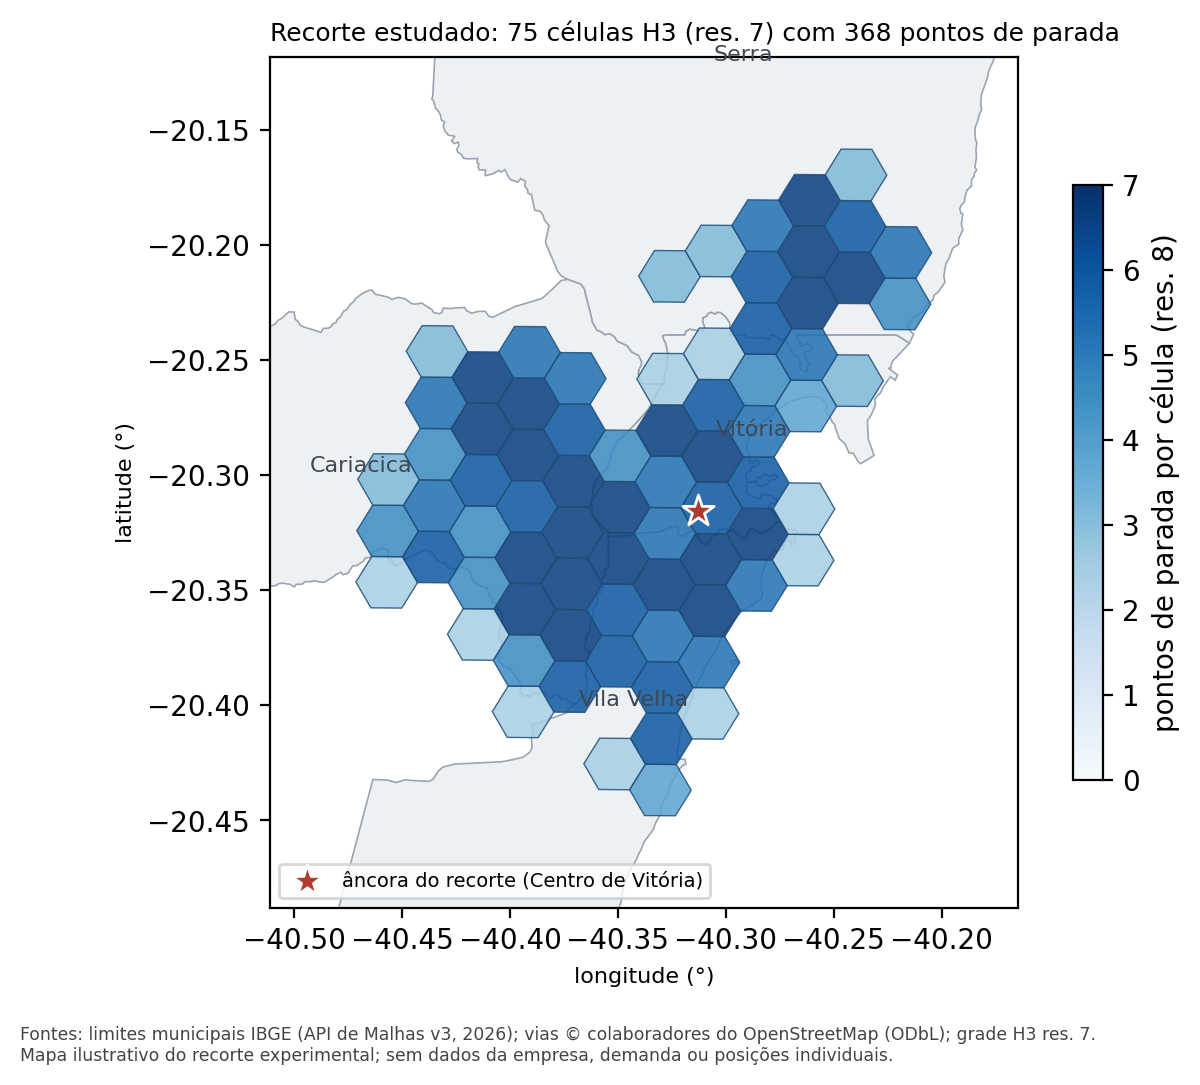 Recorte estudado: 75 células H3 (res. 7) com 368 pontos de parada
Serra
−20.15
−20.20
−20.25
−20.30
−20.35
−20.40
−20.45
latitude (°)
Vitória
Cariacica
Vila Velha
âncora do recorte (Centro de Vitória)
−40.50 −40.45 −40.40 −40.35 −40.30 −40.25 −40.20
longitude (°)
7
6
5
4
3
2
1
0
pontos de parada por célula (res. 8)
Fontes: limites municipais IBGE (API de Malhas v3, 2026); vias © colaboradores do OpenStreetMap (ODbL); grade H3 res. 7.
Mapa ilustrativo do recorte experimental; sem dados da empresa, demanda ou posições individuais.